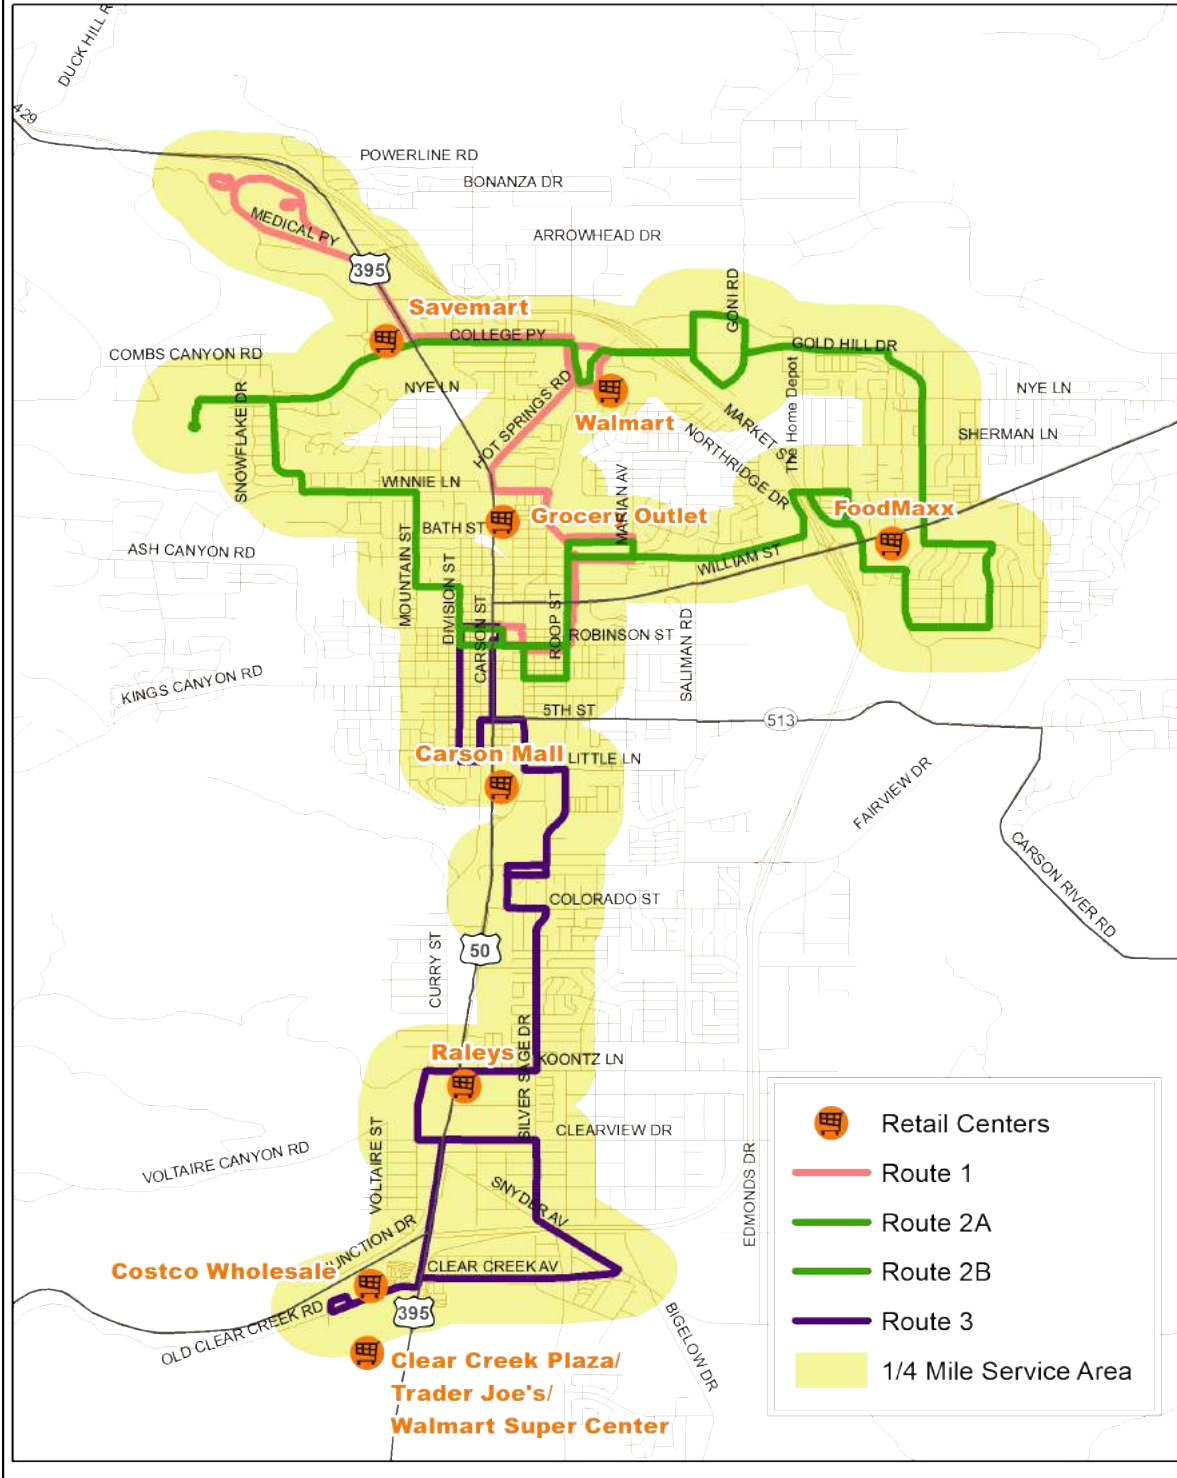 DUCK HILL R
429
POWERLINE RD
BONANZA DR
MEDICAL PY
ARROWHEAD DR
395
GONI RD
Savemart
COLLEGE PY
GOLD HILL DR
COMBS CANYON RD
NYE LN
HOT SPRINGS RD
Walmart
The Home Depot
NYE LN
SNOWFLAKE DR
MARKET ST
NORTHRIDGE DR
SHERMAN LN
WINNIE LN
MARIAN AV
BATH ST
Grocery Outlet
FoodMaxx
ASH CANYON RD
MOUNTAIN ST
DIVISION ST
WILLIAM ST
CARSON ST
ROOP ST
ROBINSON ST
SALIMAN RD
KINGS CANYON RD
5TH ST
513
Carson Mall
LITTLE LN
FAIRVIEW DR
CARSON RIVER RD
COLORADO ST
50
CURRY ST
SILVER SAGE DR
Raleys
KOONTZ LN
VOLTAIRE ST
CLEARVIEW DR
VOLTAIRE CANYON RD
SNYDER AV
EDMONDS DR
UNCTION DR
Costco Wholesale
CLEAR CREEK AV
OLD CLEAR CREEK RD
395
BIGELOW DR
Clear Creek Plaza/
Trader Joe's/
Walmart Super Center
Retail Centers
Route 1
Route 2A
Route 2B
Route 3
1/4 Mile Service Area